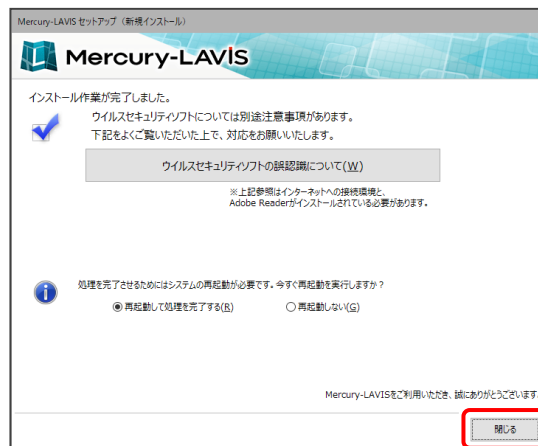 Mercury-LAVIS セットアップ（新規インストール）
Mercury-LAVIS
インストール作業が完了しました。
ウイルスセキュリティソフトについては別途注意事項があります。
下記をよくご覧いただいた上で、対応をお願いいたします。
ウイルスセキュリティソフトの誤認識について(W)
※上記参照はインターネットへの接続環境と、
Adobe Readerがインストールされている必要があります。
処理を完了させるためにはシステムの再起動が必要です。今すぐ再起動を実行しますか？
再起動して処理を完了する(R) 再起動しない(G)
Mercury-LAVISをご利用いただき、誠にありがとうございます
閉じる